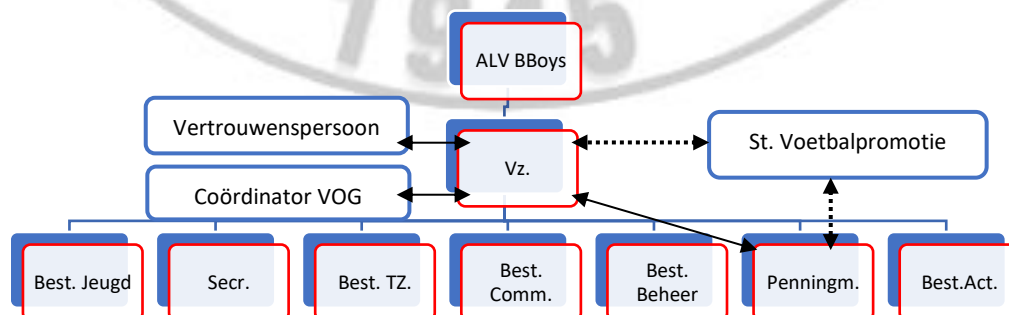 1945
ALV BBoys
Vertrouwenspersoon
St. Voetbalpromotie
Vz.
Coördinator VOG
Best. Jeugd
Secr.
Best. TZ.
Best.
Comm.
Best.
Beheer
Penningm.
Best.Act.